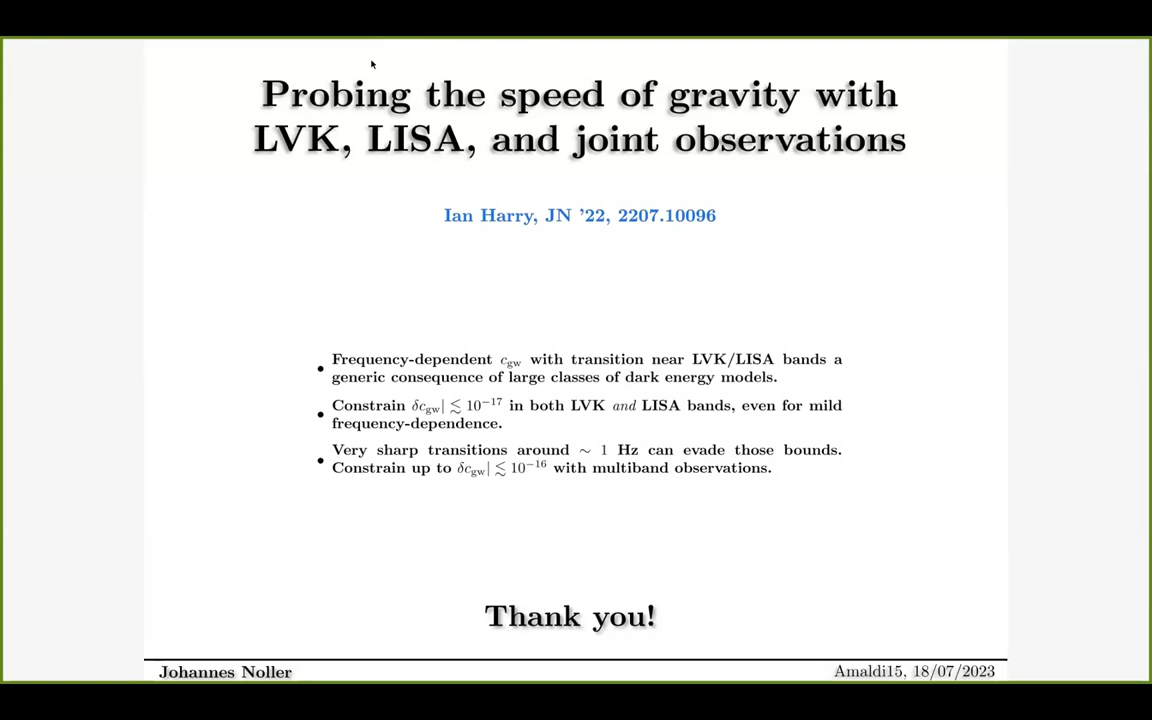 Probing the speed of gravity with
LVK, LISA, and joint observations
Ian Harry, JN ’22, 2207.10096
• Frequency-dependent c_gw with transition near LVK/LISA bands a
generic consequence of large classes of dark energy models.
• Constrain δc_gw| ≲ 10⁻¹⁷ in both LVK and LISA bands, even for mild
frequency-dependence.
• Very sharp transitions around ∼ 1 Hz can evade those bounds.
Constrain up to δc_gw| ≲ 10⁻¹⁶ with multiband observations.
Thank you!
Johannes Noller
Amaldi15, 18/07/2023